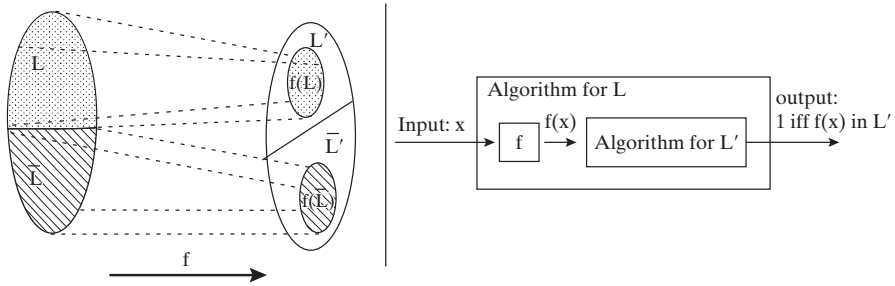 L
L̅
L′
f(L)
L̅′
f(L̅)
f
Algorithm for L
Input: x
f
f(x)
Algorithm for L′
output:
1 iff f(x) in L′